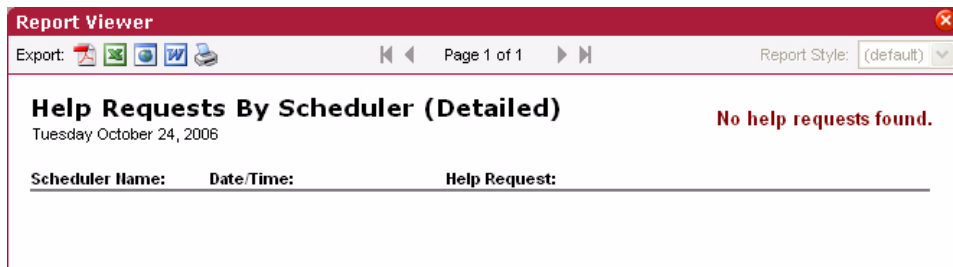 Report Viewer
Export: Page 1 of 1 Report Style: (default)
Help Requests By Scheduler (Detailed)
No help requests found.
Tuesday October 24, 2006
Scheduler Name: Date/Time: Help Request: